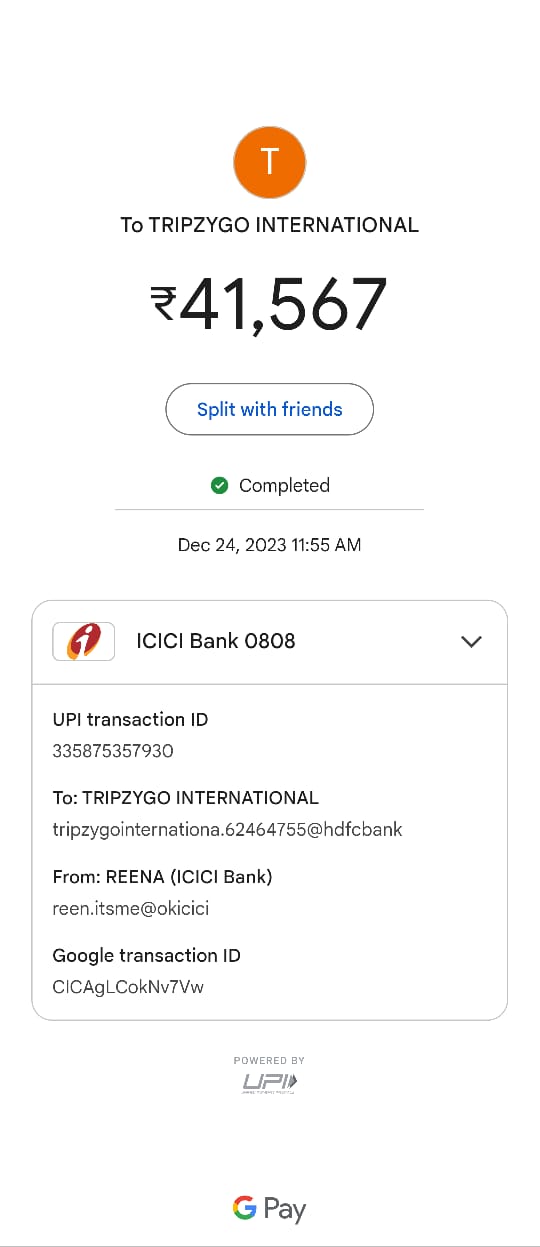 T
To TRIPZYGO INTERNATIONAL
₹41,567
Split with friends
Completed
Dec 24, 2023 11:55 AM
ICICI Bank 0808
UPI transaction ID
335875357930
To: TRIPZYGO INTERNATIONAL
tripzygointernationa.62464755@hdfcbank
From: REENA (ICICI Bank)
reen.itsme@okicici
Google transaction ID
CICAgLCokNv7Vw
POWERED BY
UPI
G Pay